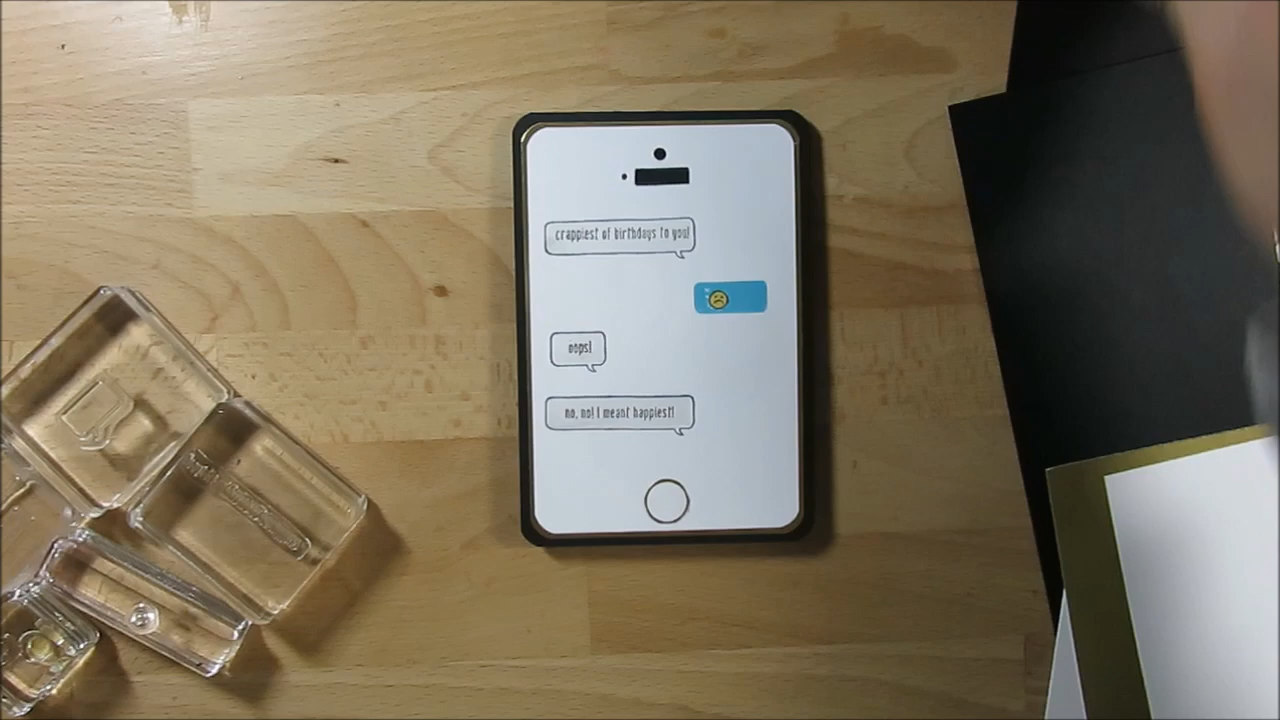 crappiest of birthdays to you!
oops!
no, no! I meant happiest!